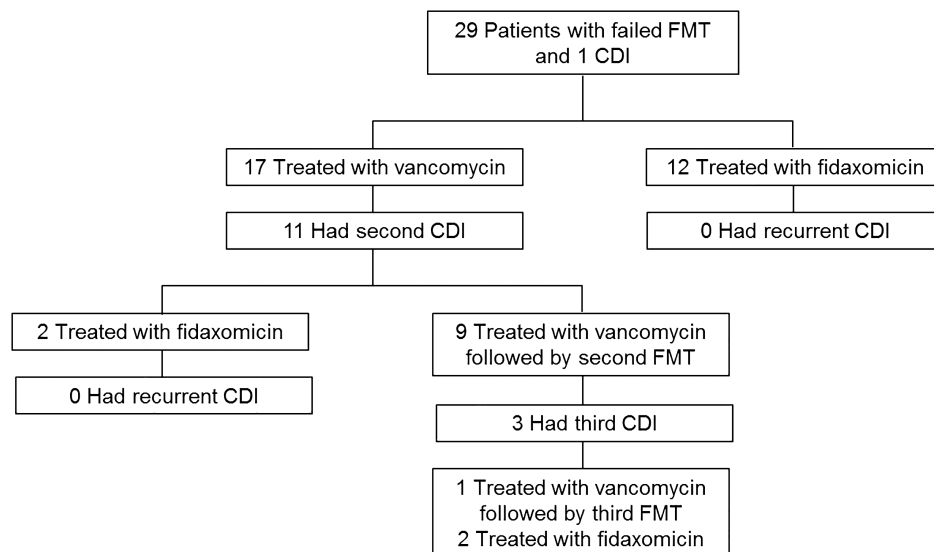 29 Patients with failed FMT
and 1 CDI
17 Treated with vancomycin
12 Treated with fidaxomicin
11 Had second CDI
0 Had recurrent CDI
2 Treated with fidaxomicin
9 Treated with vancomycin
followed by second FMT
0 Had recurrent CDI
3 Had third CDI
1 Treated with vancomycin
followed by third FMT
2 Treated with fidaxomicin